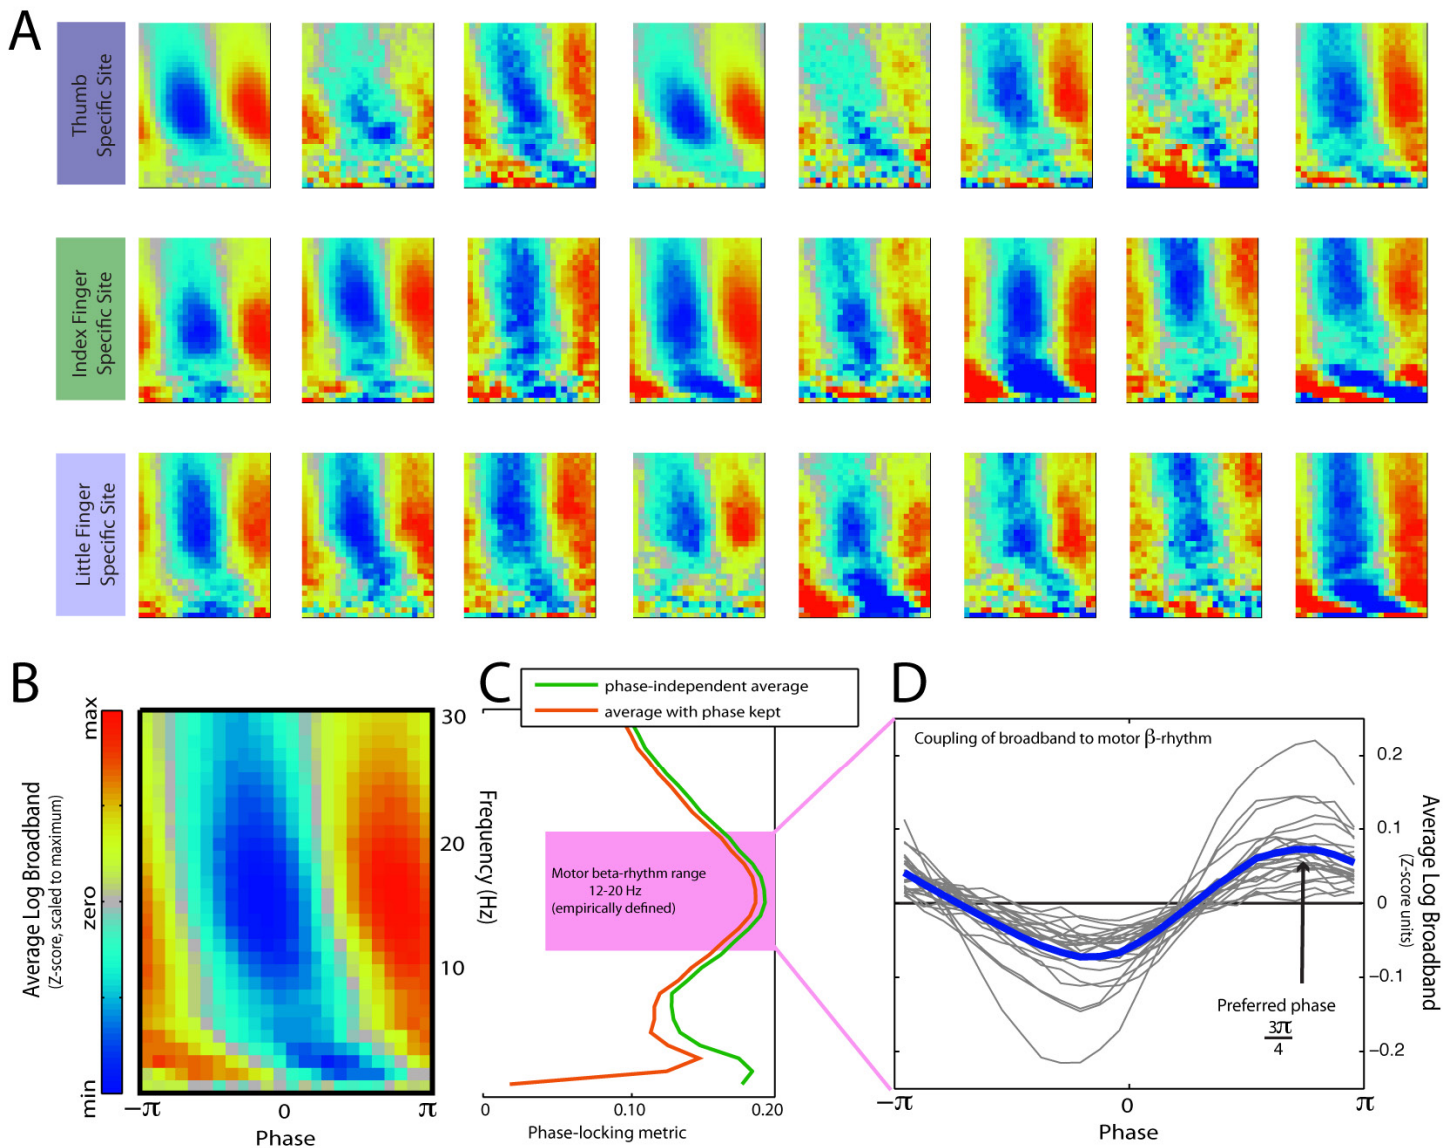 A
Thumb
Specific Site
Index Finger
Specific Site
Little Finger
Specific Site
B
max
zero
min
Average Log Broadband
(Z-score, scaled to maximum)
30
20
10
Frequency (Hz)
−π
0
π
Phase
C
phase-independent average
average with phase kept
Motor beta-rhythm range
12-20 Hz
(empirically defined)
0
0.10
0.20
Phase-locking metric
D
Coupling of broadband to motor β-rhythm
0.2
0.1
0
−0.1
−0.2
Average Log Broadband
(Z-score units)
Preferred phase
3π
4
−π
0
π
Phase